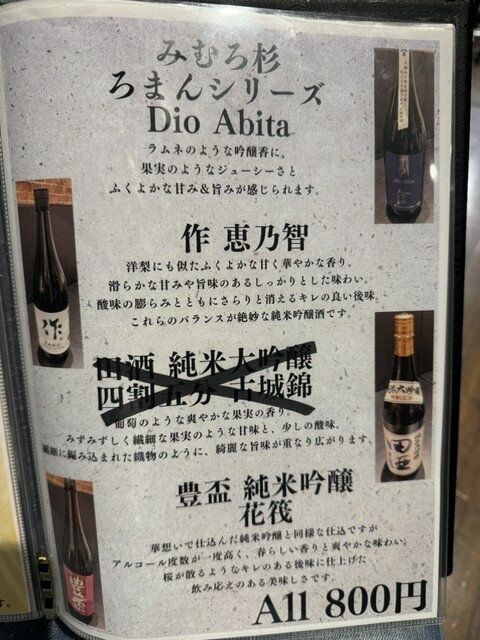 みむろ杉
ろまんシリーズ
Dio Abita
ラムネのような吟醸香に、
果実のようなジューシーさと
ふくよかな甘み＆旨みが感じられます。
作 恵乃智
洋梨にも似たふくよかな甘く華やかな香り。
滑らかな甘みや旨味のあるしっかりとした味わい。
酸味の膨らみとともにさらりと消えるキレの良い後味。
これらのバランスが絶妙な純米吟醸酒です。
田酒 純米大吟醸
四割五分 古城錦
葡萄のような爽やかな果実の香り。
みずみずしく繊細な果実のような甘味と、少しの酸味。
繊細に編み込まれた織物のように、綺麗な旨味が重なり広がります。
豊盃 純米吟醸
花筏
華想いで仕込んだ純米吟醸と同様な仕込ですが
アルコール度数が一度高く、春らしい香りと爽やかな味わい。
桜が散るようなキレのある後味に仕上げた
飲み応えのある美味しさです。
All 800円
作
田酒
す。